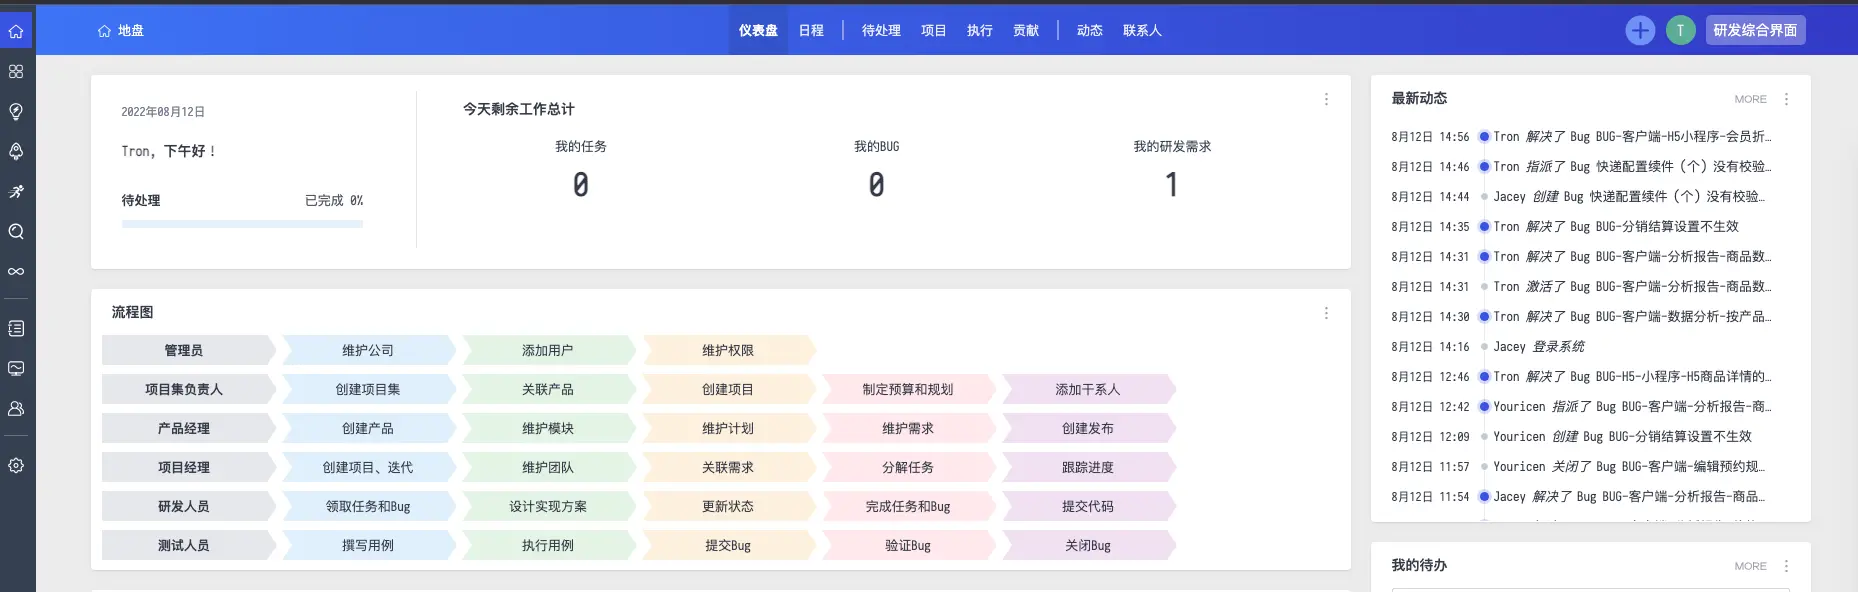 地盘
仪表盘 日程 待处理 项目 执行 贡献 动态 联系人
T 研发综合界面
2022年08月12日
Tron, 下午好！
待处理 已完成 0%
今天剩余工作总计
我的任务 我的BUG 我的研发需求
0 0 1
流程图
管理员 维护公司 添加用户 维护权限
项目集负责人 创建项目集 关联产品 创建项目 制定预算和规划 添加干系人
产品经理 创建产品 维护模块 维护计划 维护需求 创建发布
项目经理 创建项目、迭代 维护团队 关联需求 分解任务 跟踪进度
研发人员 领取任务和Bug 设计实现方案 更新状态 完成任务和Bug 提交代码
测试人员 撰写用例 执行用例 提交Bug 验证Bug 关闭Bug
最新动态 MORE
8月12日 14:56 Tron 解决了 Bug BUG-客户端-H5小程序-会员折...
8月12日 14:46 Tron 指派了 Bug 快递配置续件（个）没有校验...
8月12日 14:44 Jacey 创建 Bug 快递配置续件（个）没有校验...
8月12日 14:35 Tron 解决了 Bug BUG-分销结算设置不生效
8月12日 14:31 Tron 解决了 Bug BUG-客户端-分析报告-商品数...
8月12日 14:31 Tron 激活了 Bug BUG-客户端-分析报告-商品数...
8月12日 14:30 Tron 解决了 Bug BUG-客户端-数据分析-按产品...
8月12日 14:16 Jacey 登录系统
8月12日 12:46 Tron 解决了 Bug BUG-H5-小程序-H5商品详情的...
8月12日 12:42 Youricen 指派了 Bug BUG-客户端-分析报告-商...
8月12日 12:09 Youricen 创建 Bug BUG-分销结算设置不生效
8月12日 11:57 Youricen 关闭了 Bug BUG-客户端-编辑预约规...
8月12日 11:54 Jacey 解决了 Bug BUG-客户端-分析报告-商品...
我的待办 MORE